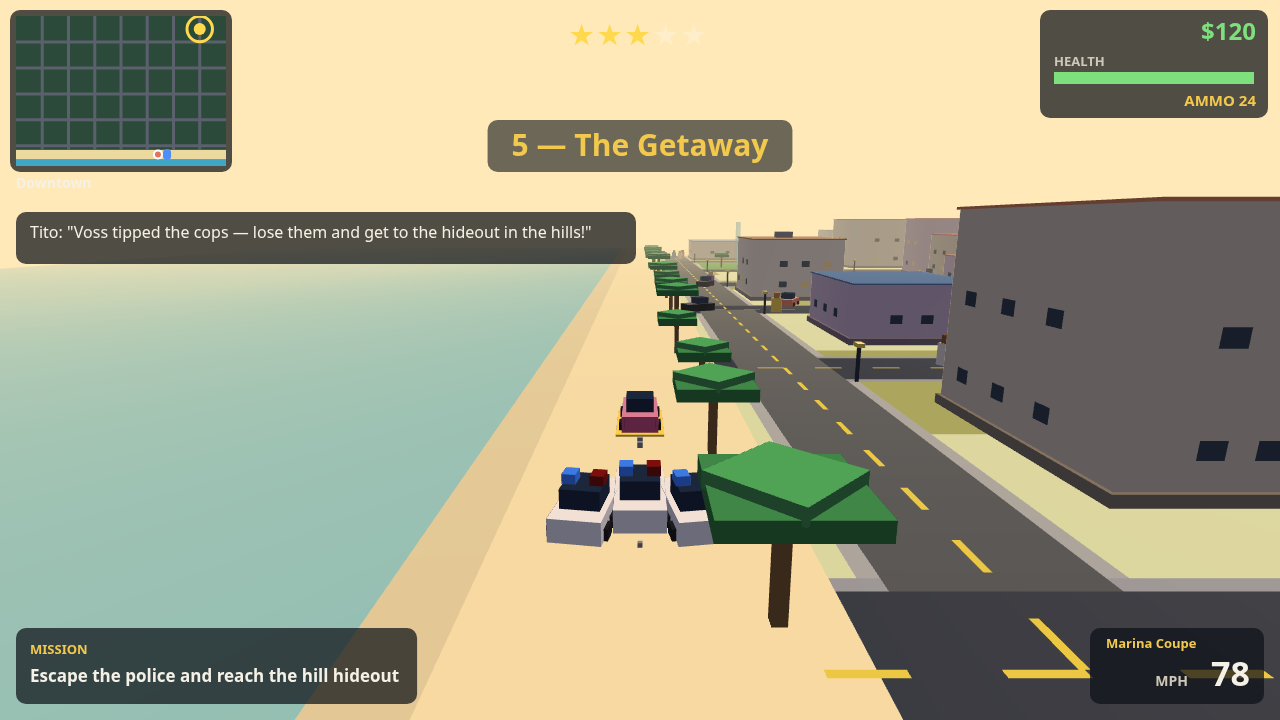 $120
HEALTH
AMMO 24
5 — The Getaway
Downtown
Tito: "Voss tipped the cops — lose them and get to the hideout in the hills!"
MISSION
Escape the police and reach the hill hideout
Marina Coupe
MPH 78